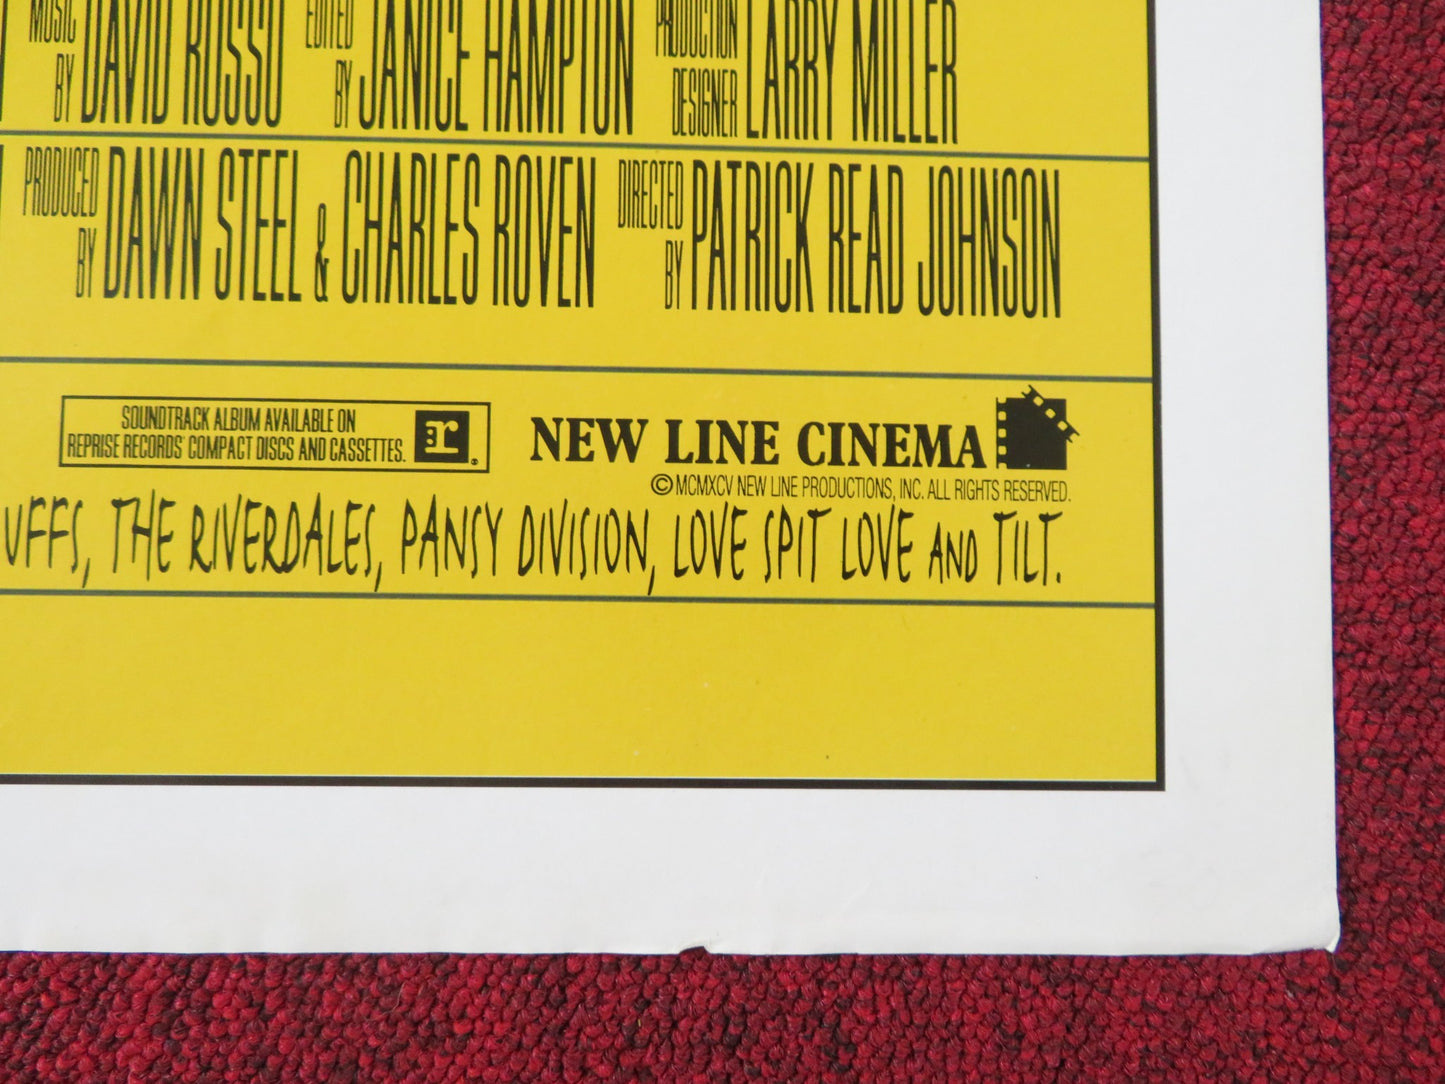 MUSIC BY DAVID RUSSO EDITED BY JANICE HAMPTON PRODUCTION DESIGNER LARRY MILLER
PRODUCED BY DAWN STEEL & CHARLES ROVEN DIRECTED BY PATRICK READ JOHNSON
SOUNDTRACK ALBUM AVAILABLE ON
REPRISE RECORDS COMPACT DISCS AND CASSETTES.
r
NEW LINE CINEMA
© MCMXCV NEW LINE PRODUCTIONS, INC. ALL RIGHTS RESERVED.
UFFS, THE RIVERDALES, PANSY DIVISION, LOVE SPIT LOVE AND TILT.